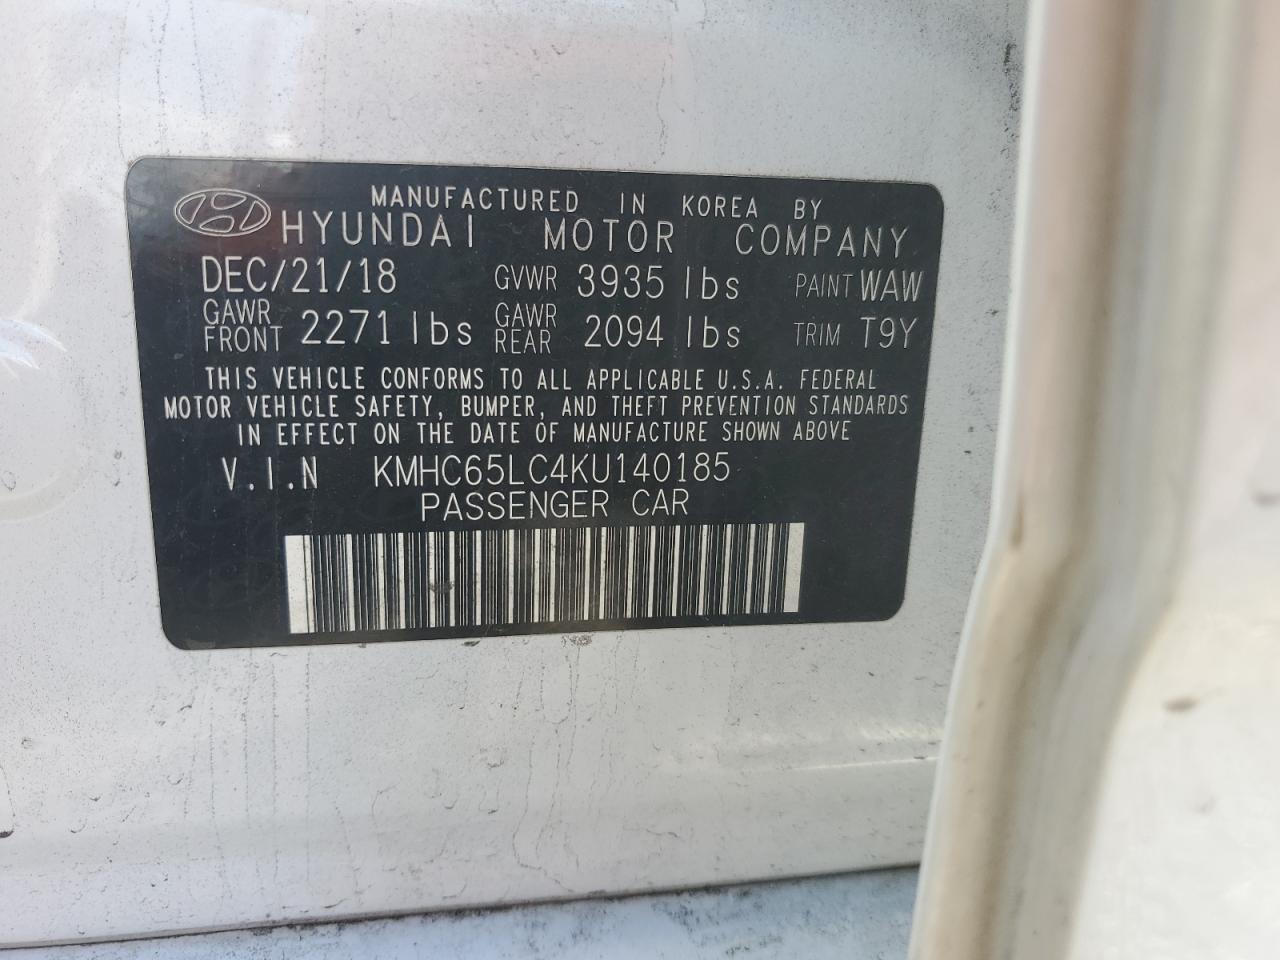 MANUFACTURED IN KOREA BY
HYUNDAI MOTOR COMPANY
DEC/21/18 GVWR 3935 lbs PAINT WAW
GAWR FRONT 2271 lbs GAWR REAR 2094 lbs TRIM T9Y
THIS VEHICLE CONFORMS TO ALL APPLICABLE U.S.A. FEDERAL
MOTOR VEHICLE SAFETY, BUMPER, AND THEFT PREVENTION STANDARDS
IN EFFECT ON THE DATE OF MANUFACTURE SHOWN ABOVE
V.I.N KMHC65LC4KU140185
PASSENGER CAR